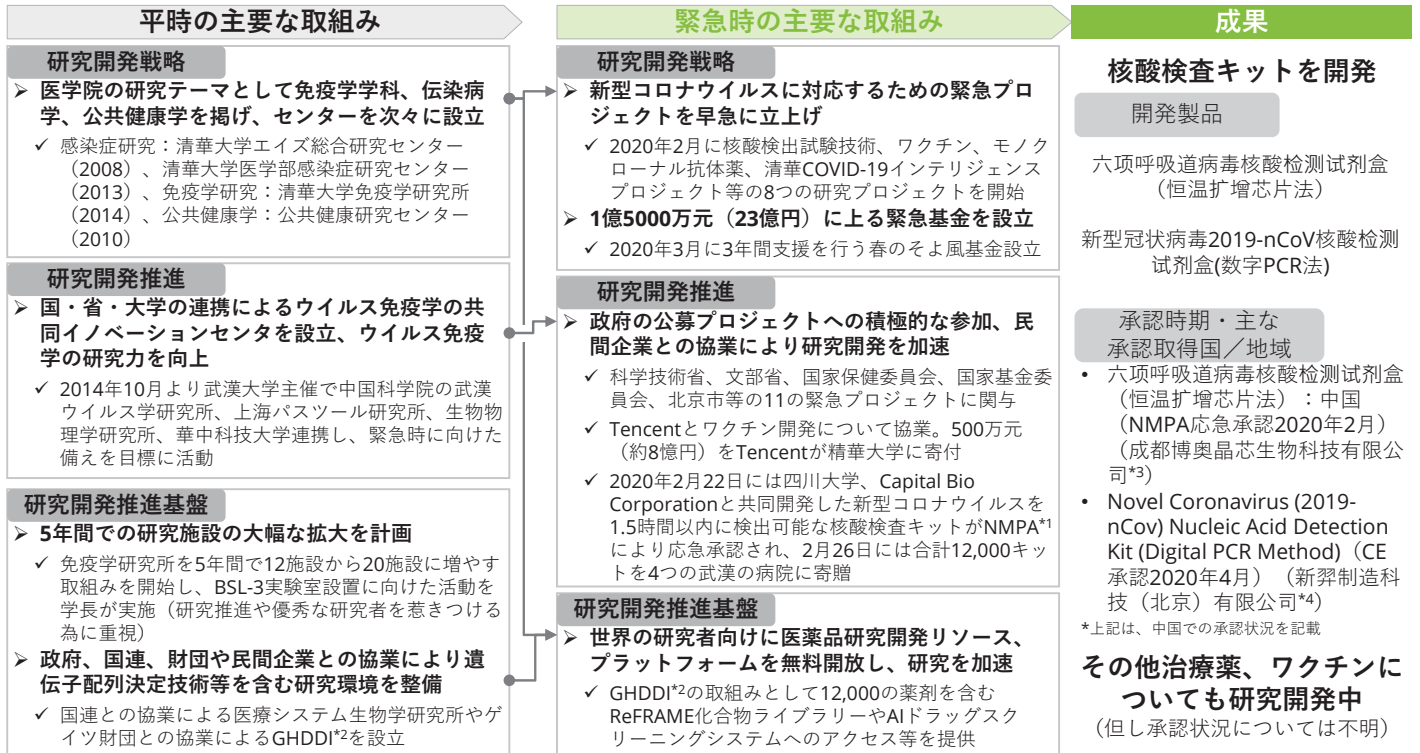 平時の主要な取組み
研究開発戦略
➢ 医学院の研究テーマとして免疫学学科、伝染病
学、公共健康学を掲げ、センターを次々に設立
✓ 感染症研究：清華大学エイズ総合研究センター
（2008）、清華大学医学部感染症研究センター
（2013）、免疫学研究：清華大学免疫学研究所
（2014）、公共健康学：公共健康研究センター
（2010）
研究開発推進
➢ 国・省・大学の連携によるウイルス免疫学の共
同イノベーションセンタを設立、ウイルス免疫
学の研究力を向上
✓ 2014年10月より武漢大学主催で中国科学院の武漢
ウイルス学研究所、上海パスツール研究所、生物物
理学研究所、華中科技大学連携し、緊急時に向けた
備えを目標に活動
研究開発推進基盤
➢ 5年間での研究施設の大幅な拡大を計画
✓ 免疫学研究所を5年間で12施設から20施設に増やす
取組みを開始し、BSL-3実験室設置に向けた活動を
学長が実施（研究推進や優秀な研究者を惹きつける
為に重視）
➢ 政府、国連、財団や民間企業との協業により遺
伝子配列決定技術等を含む研究環境を整備
✓ 国連との協業による医療システム生物学研究所やゲ
イツ財団との協業によるGHDDI*2を設立
緊急時の主要な取組み
研究開発戦略
➢ 新型コロナウイルスに対応するための緊急プロ
ジェクトを早急に立上げ
✓ 2020年2月に核酸検出試験技術、ワクチン、モノク
ローナル抗体薬、清華COVID-19インテリジェンス
プロジェクト等の8つの研究プロジェクトを開始
➢ 1億5000万元（23億円）に上る緊急基金を設立
✓ 2020年3月に3年間支援を行う春のそよ風基金設立
研究開発推進
➢ 政府の公募プロジェクトへの積極的な参加、民
間企業との協業により研究開発を加速
✓ 科学技術省、文部省、国家保健委員会、国家基金委
員会、北京市等の11の緊急プロジェクトに関与
✓ Tencentとワクチン開発について協業。500万元
（約8憶円）をTencentが精華大学に寄付
✓ 2020年2月22日には四川大学、Capital Bio
Corporationと共同開発した新型コロナウイルスを
1.5時間以内に検出可能な核酸検査キットがNMPA*1
により応急承認され、2月26日には合計12,000キッ
トを4つの武漢の病院に寄贈
研究開発推進基盤
➢ 世界の研究者向けに医薬品研究開発リソース、
プラットフォームを無料開放し、研究を加速
✓ GHDDI*2の取組みとして12,000の薬剤を含む
ReFRAME化合物ライブラリーやAIドラッグスク
リーニングシステムへのアクセス等を提供
成果
核酸検査キットを開発
開発製品
六项呼吸道病毒核酸检测试剂盒
（恒温扩增芯片法）
新型冠状病毒2019-nCoV核酸检测
试剂盒(数字PCR法)
承認時期・主な
承認取得国／地域
• 六项呼吸道病毒核酸检测试剂盒
（恒温扩增芯片法）：中国
（NMPA応急承認2020年2月）
（成都博奥晶芯生物科技有限公
司*3）
• Novel Coronavirus (2019-
nCov) Nucleic Acid Detection
Kit (Digital PCR Method)（CE
承認2020年4月）（新羿制造科
技（北京）有限公司*4）
*上記は、中国での承認状況を記載
その他治療薬、ワクチンに
ついても研究開発中
（但し承認状況については不明）